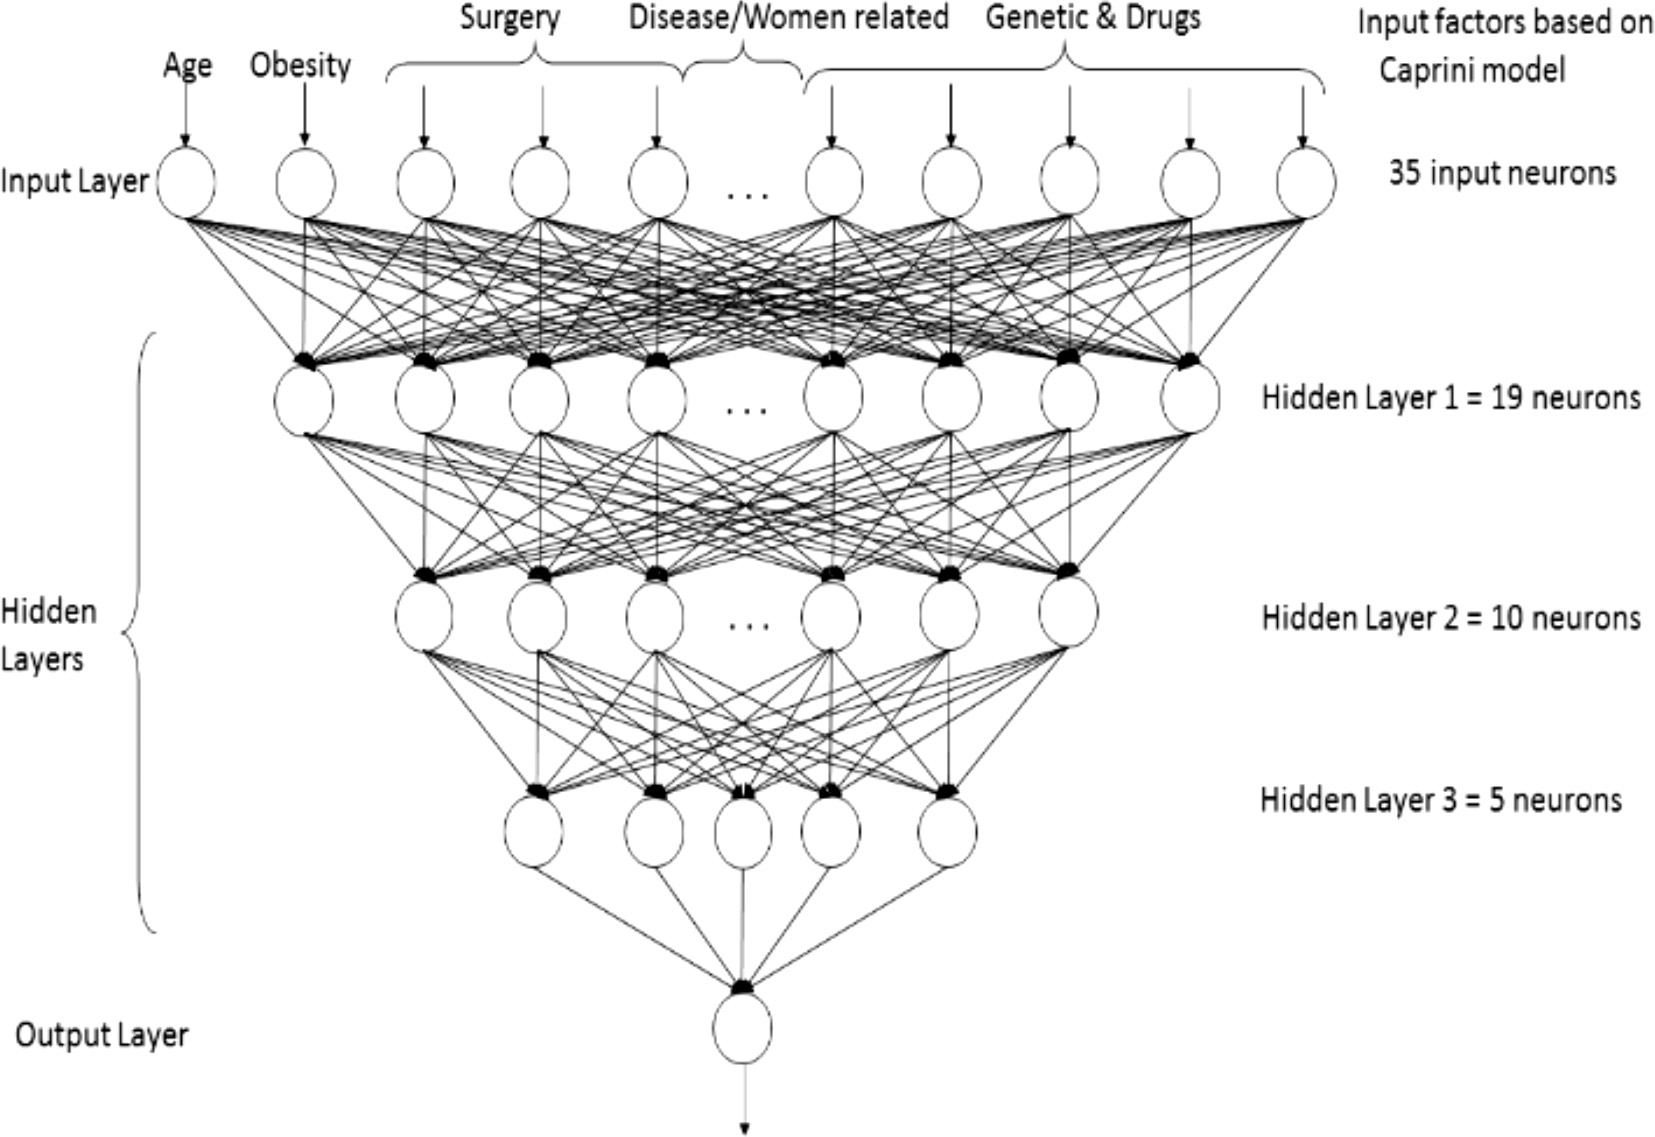 Surgery
Disease/Women related
Genetic & Drugs
Input factors based on
Caprini model
Age
Obesity
Input Layer
...
35 input neurons
...
Hidden Layer 1 = 19 neurons
Hidden
Layers
...
Hidden Layer 2 = 10 neurons
Hidden Layer 3 = 5 neurons
Output Layer